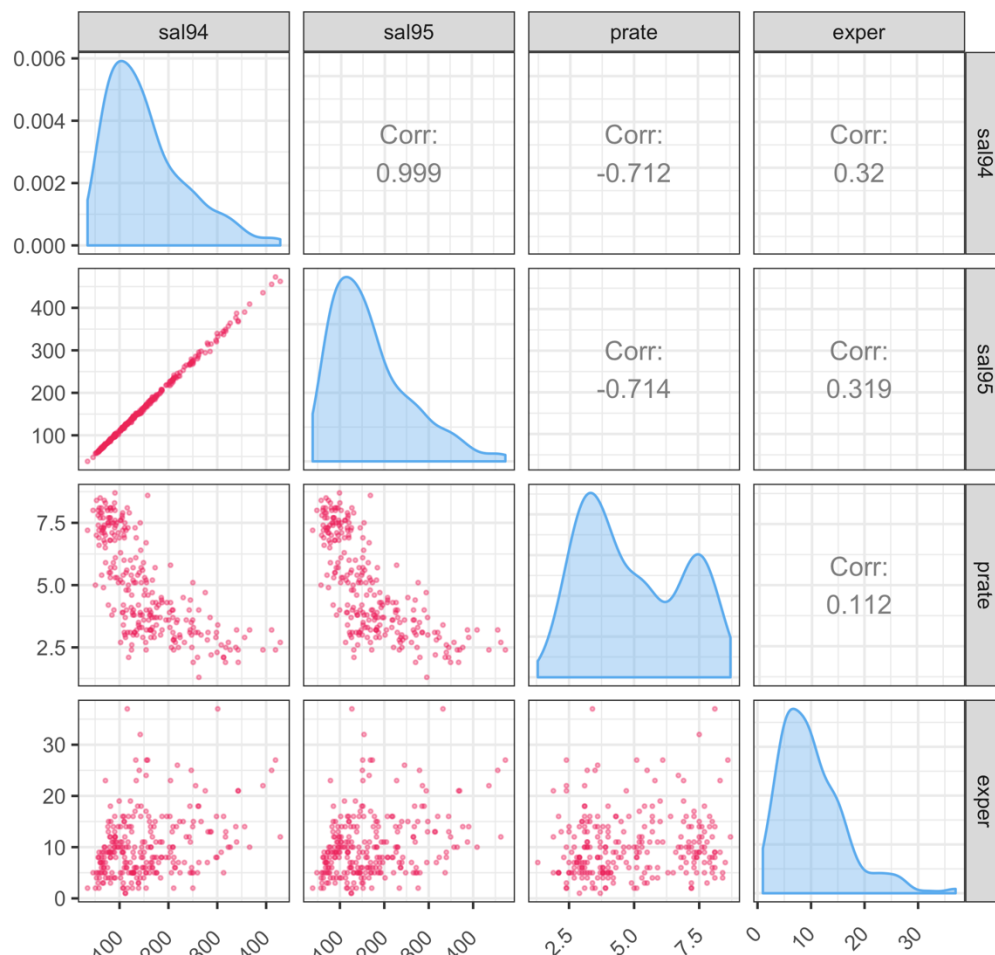 sal94 sal95 prate exper
0.006
0.004
0.002
0.000
Corr:
0.999
Corr:
-0.712
Corr:
0.32
sal94
400
300
200
100
Corr:
-0.714
Corr:
0.319
sal95
7.5
5.0
2.5
Corr:
0.112
prate
30
20
10
0
exper
100 200 300 400 100 200 300 400 2.5 5.0 7.5 0 10 20 30